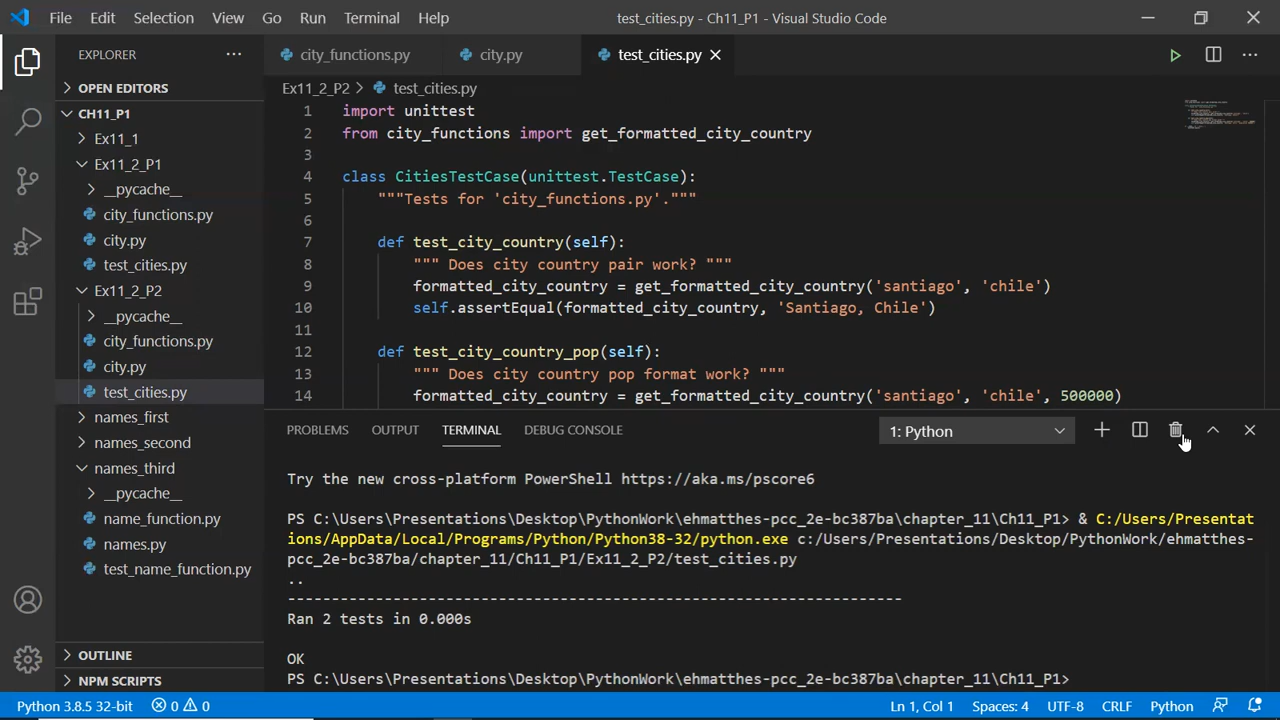 File Edit Selection View Go Run Terminal Help test_cities.py - Ch11_P1 - Visual Studio Code
EXPLORER
OPEN EDITORS
CH11_P1
Ex11_1
Ex11_2_P1
__pycache__
city_functions.py
city.py
test_cities.py
Ex11_2_P2
__pycache__
city_functions.py
city.py
test_cities.py
names_first
names_second
names_third
__pycache__
name_function.py
names.py
test_name_function.py
OUTLINE
NPM SCRIPTS
city_functions.py city.py test_cities.py
Ex11_2_P2 > test_cities.py
1 import unittest
2 from city_functions import get_formatted_city_country
3
4 class CitiesTestCase(unittest.TestCase):
5 """Tests for 'city_functions.py'."""
6
7 def test_city_country(self):
8 """ Does city country pair work? """
9 formatted_city_country = get_formatted_city_country('santiago', 'chile')
10 self.assertEqual(formatted_city_country, 'Santiago, Chile')
11
12 def test_city_country_pop(self):
13 """ Does city country pop format work? """
14 formatted_city_country = get_formatted_city_country('santiago', 'chile', 500000)
PROBLEMS OUTPUT TERMINAL DEBUG CONSOLE 1: Python
Try the new cross-platform PowerShell https://aka.ms/pscore6
PS C:\Users\Presentations\Desktop\PythonWork\ehmatthes-pcc_2e-bc387ba\chapter_11\Ch11_P1> & C:/Users/Presentat
ions/AppData/Local/Programs/Python/Python38-32/python.exe c:/Users/Presentations/Desktop/PythonWork/ehmatthes-
pcc_2e-bc387ba/chapter_11/Ch11_P1/Ex11_2_P2/test_cities.py
..
----------------------------------------------------------------------
Ran 2 tests in 0.000s
OK
PS C:\Users\Presentations\Desktop\PythonWork\ehmatthes-pcc_2e-bc387ba\chapter_11\Ch11_P1>
Python 3.8.5 32-bit 0 0 Ln 1, Col 1 Spaces: 4 UTF-8 CRLF Python